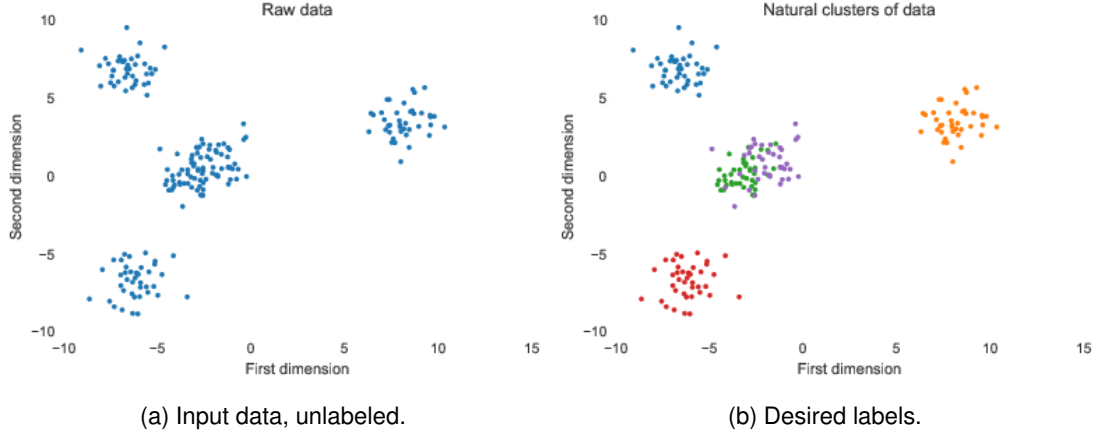 Raw data
10
5
0
−5
−10
Second dimension
−10
−5
0
5
10
15
First dimension
(a) Input data, unlabeled.
Natural clusters of data
10
5
0
−5
−10
Second dimension
−10
−5
0
5
10
15
First dimension
(b) Desired labels.